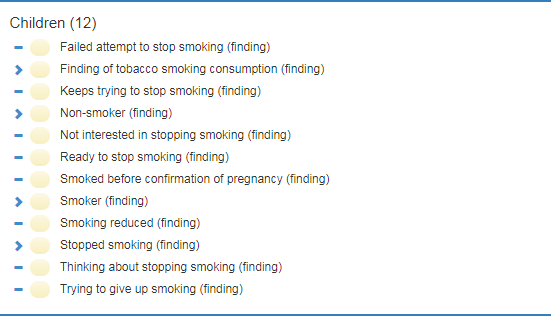 Children (12)
Failed attempt to stop smoking (finding)
Finding of tobacco smoking consumption (finding)
Keeps trying to stop smoking (finding)
Non-smoker (finding)
Not interested in stopping smoking (finding)
Ready to stop smoking (finding)
Smoked before confirmation of pregnancy (finding)
Smoker (finding)
Smoking reduced (finding)
Stopped smoking (finding)
Thinking about stopping smoking (finding)
Trying to give up smoking (finding)